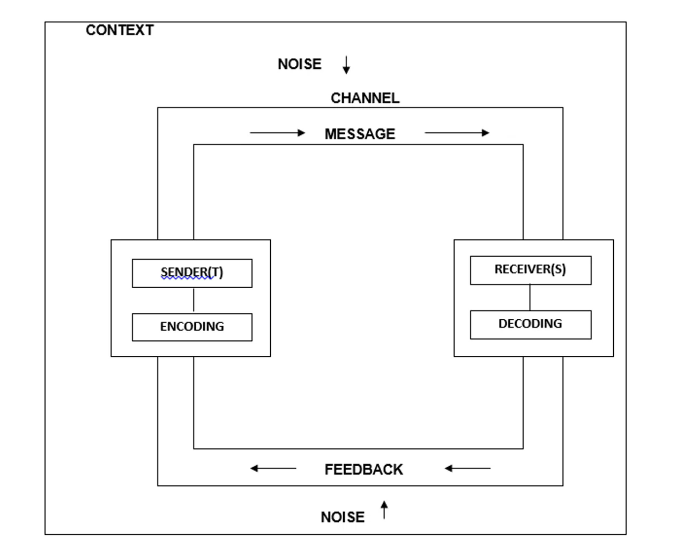 CONTEXT
NOISE
CHANNEL
MESSAGE
SENDER(T)
RECEIVER(S)
ENCODING
DECODING
FEEDBACK
NOISE